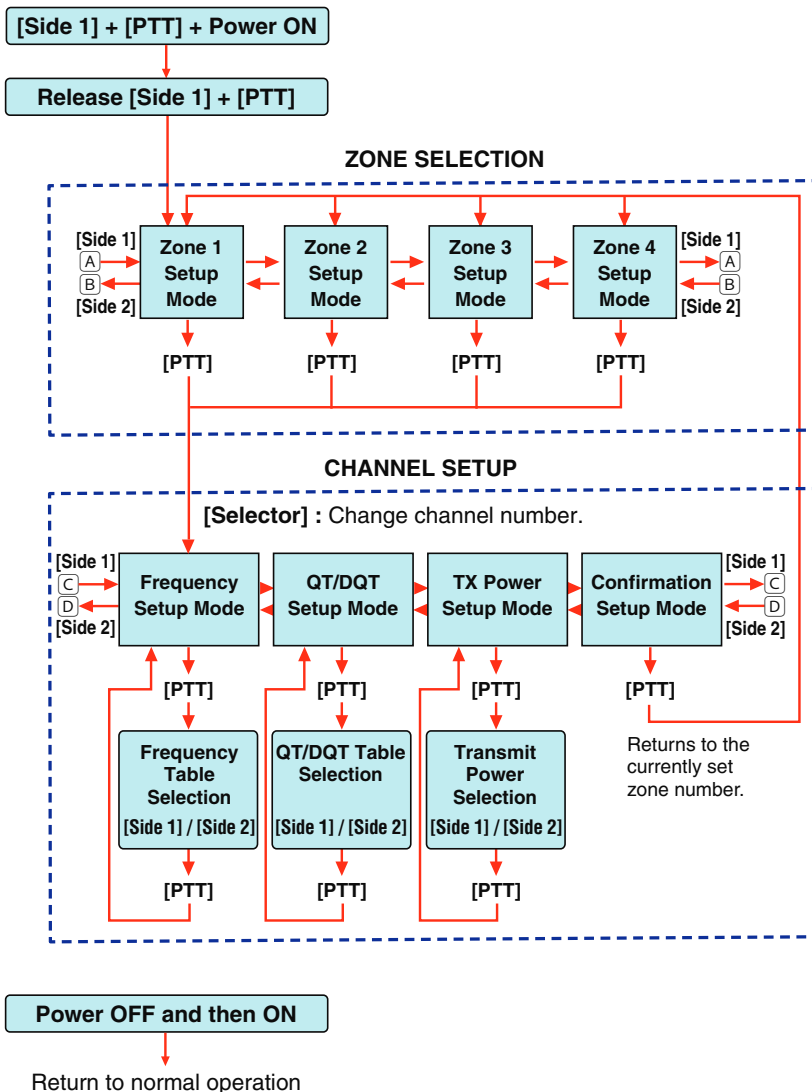 [Side 1] + [PTT] + Power ON
Release [Side 1] + [PTT]
ZONE SELECTION
[Side 1]
A
B
[Side 2]
Zone 1
Setup
Mode
Zone 2
Setup
Mode
Zone 3
Setup
Mode
Zone 4
Setup
Mode
[Side 1]
A
B
[Side 2]
[PTT]
[PTT]
[PTT]
[PTT]
CHANNEL SETUP
[Selector] : Change channel number.
[Side 1]
C
D
[Side 2]
Frequency
Setup Mode
QT/DQT
Setup Mode
TX Power
Setup Mode
Confirmation
Setup Mode
[Side 1]
C
D
[Side 2]
[PTT]
[PTT]
[PTT]
[PTT]
Frequency
Table
Selection
[Side 1] / [Side 2]
QT/DQT Table
Selection
[Side 1] / [Side 2]
Transmit
Power
Selection
[Side 1] / [Side 2]
Returns to the
currently set
zone number.
[PTT]
[PTT]
[PTT]
Power OFF and then ON
Return to normal operation